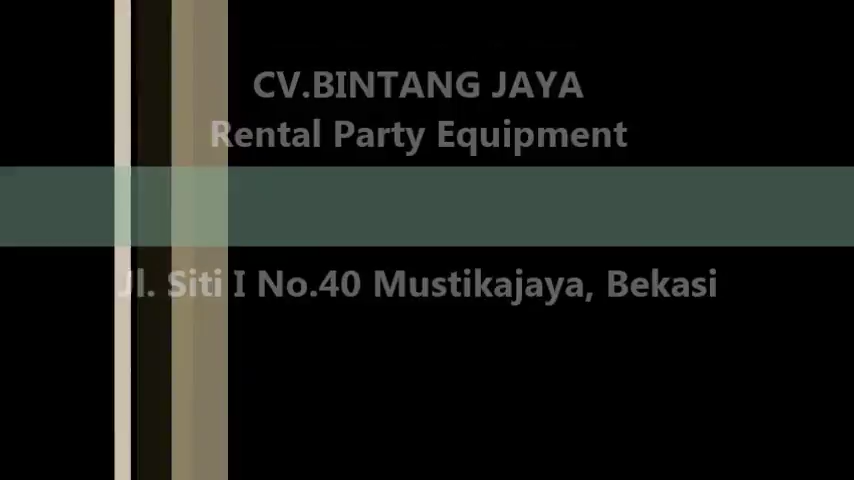 CV.BINTANG JAYA
Rental Party Equipment
Jl. Siti I No.40 Mustikajaya, Bekasi